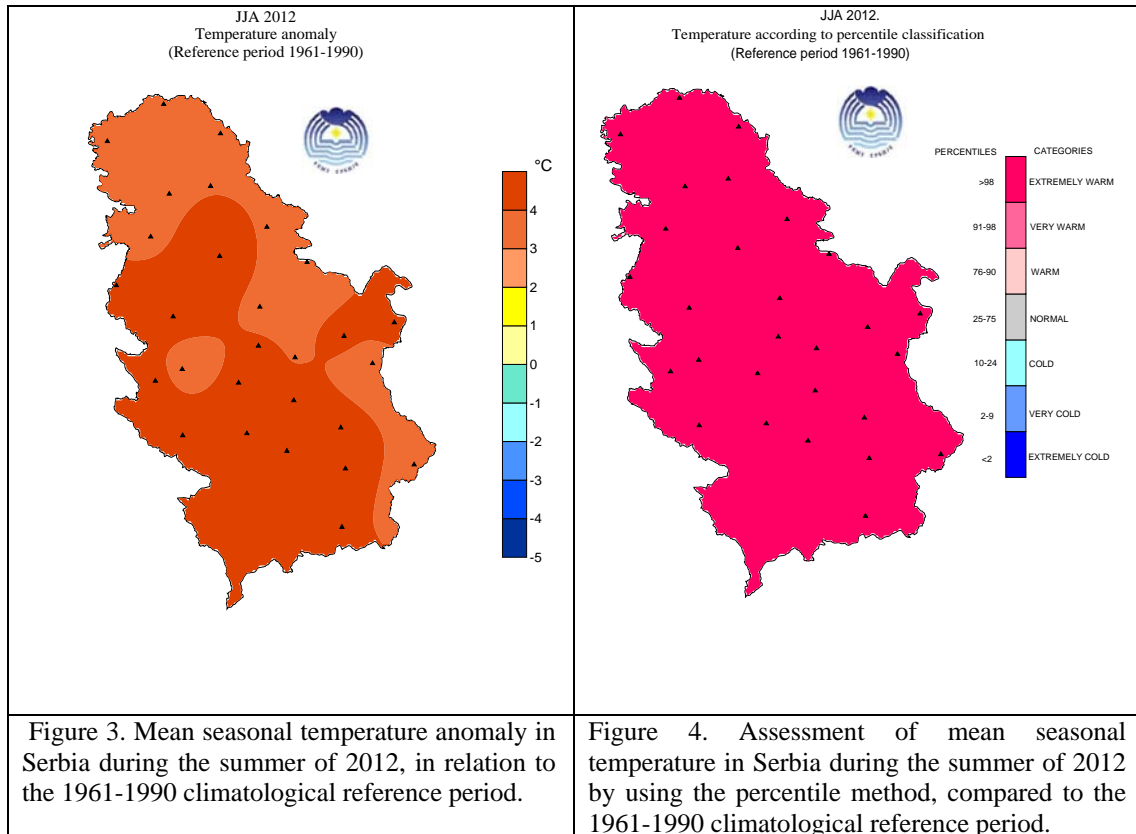 JJA 2012
Temperature anomaly
(Reference period 1961-1990)
°C
4
3
2
1
0
-1
-2
-3
-4
-5
JJA 2012.
Temperature according to percentile classification
(Reference period 1961-1990)
PERCENTILES CATEGORIES
>98 EXTREMELY WARM
91-98 VERY WARM
76-90 WARM
25-75 NORMAL
10-24 COLD
2-9 VERY COLD
<2 EXTREMELY COLD
Figure 3. Mean seasonal temperature anomaly in
Serbia during the summer of 2012, in relation to
the 1961-1990 climatological reference period.
Figure 4. Assessment of mean seasonal
temperature in Serbia during the summer of 2012
by using the percentile method, compared to the
1961-1990 climatological reference period.